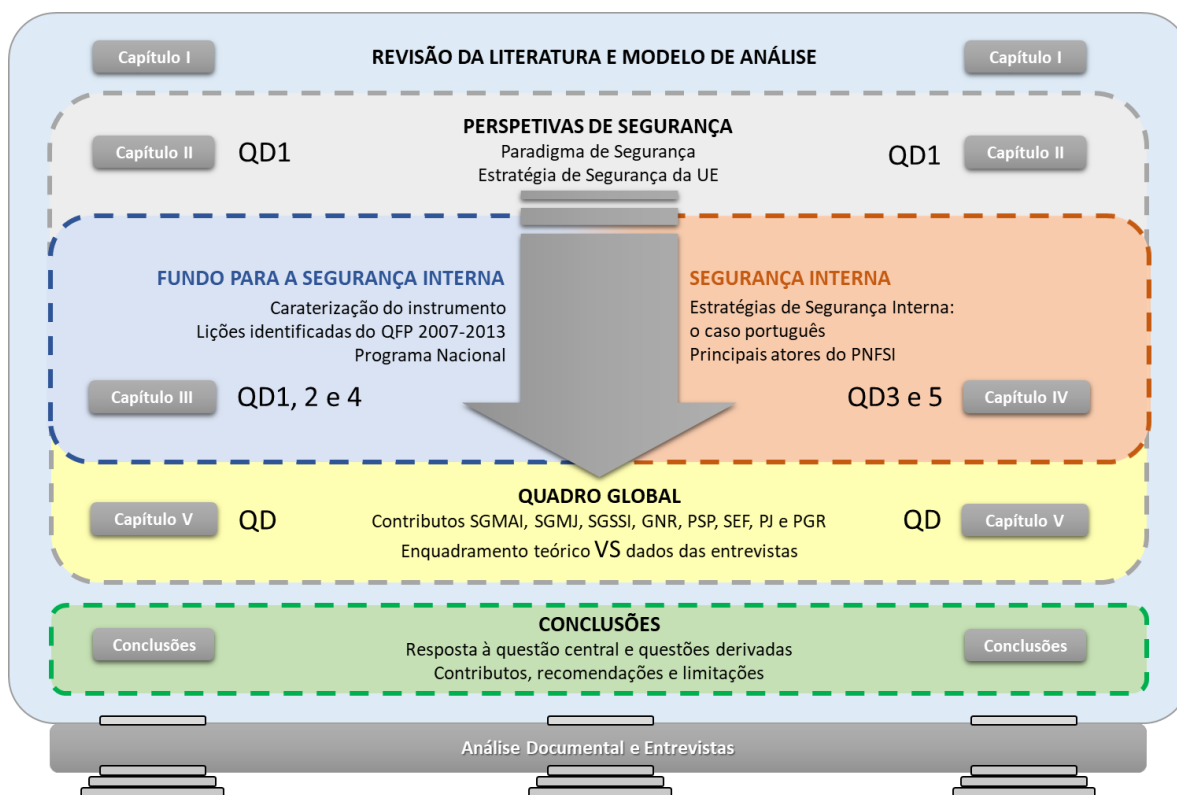 Capítulo I
REVISÃO DA LITERATURA E MODELO DE ANÁLISE
Capítulo I
PERSPETIVAS DE SEGURANÇA
Capítulo II
QD1
Paradigma de Segurança
Estratégia de Segurança da UE
QD1
Capítulo II
FUNDO PARA A SEGURANÇA INTERNA
Caraterização do instrumento
Lições identificadas do QFP 2007-2013
Programa Nacional
Capítulo III
QD1, 2 e 4
SEGURANÇA INTERNA
Estratégias de Segurança Interna:
o caso português
Principais atores do PNFSI
QD3 e 5
Capítulo IV
QUADRO GLOBAL
Capítulo V
QD
Contributos SGMAI, SGMJ, SGSSI, GNR, PSP, SEF, PJ e PGR
Enquadramento teórico VS dados das entrevistas
QD
Capítulo V
CONCLUSÕES
Conclusões
Resposta à questão central e questões derivadas
Contributos, recomendações e limitações
Conclusões
Análise Documental e Entrevistas